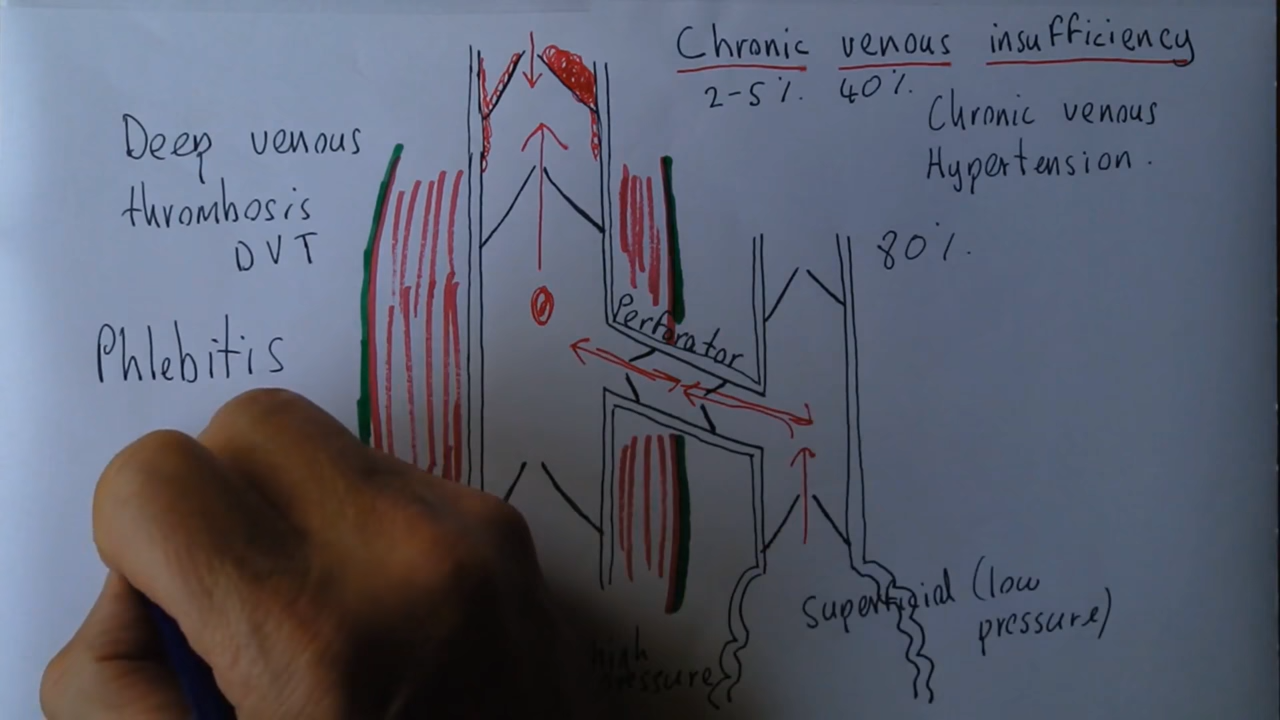 Chronic venous insufficiency
2-5%. 40%.
Chronic venous
Hypertension.
Deep venous
thrombosis
DVT
80%.
Phlebitis
Perforator
Superficial (low
pressure)
high
pressure